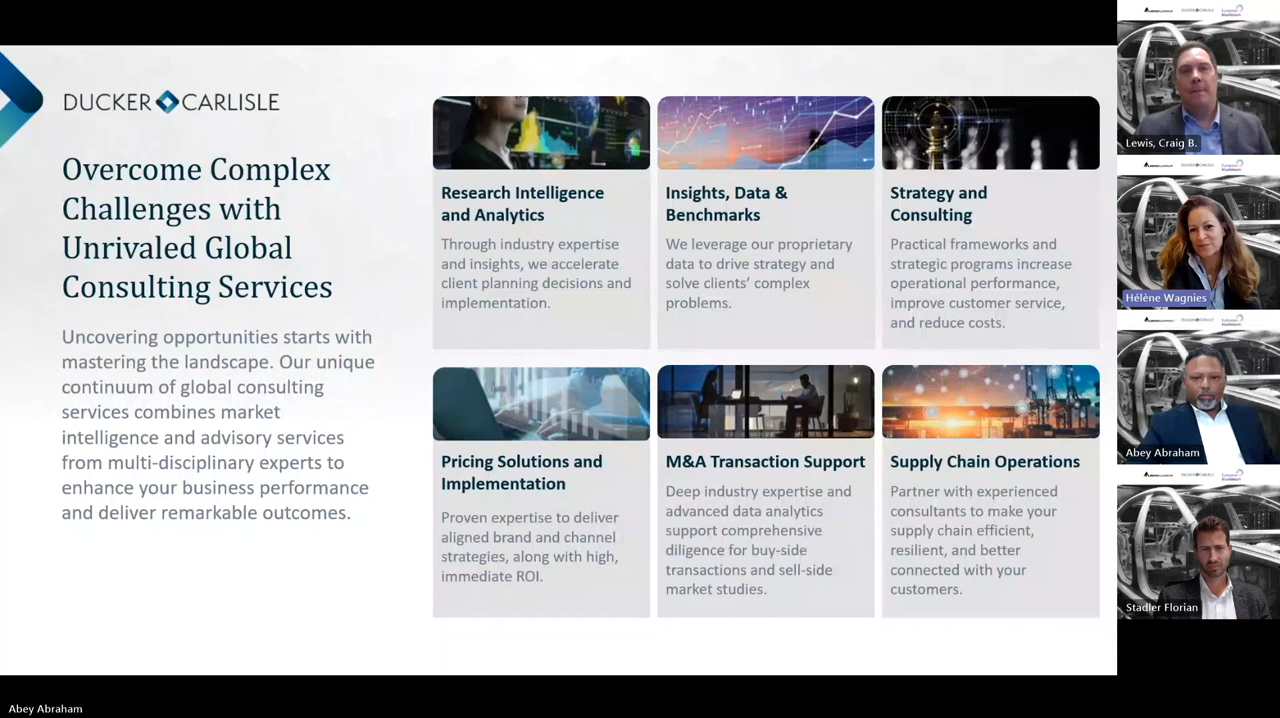 DUCKER CARLISLE
Overcome Complex
Challenges with
Unrivaled Global
Consulting Services
Uncovering opportunities starts with
mastering the landscape. Our unique
continuum of global consulting
services combines market
intelligence and advisory services
from multi-disciplinary experts to
enhance your business performance
and deliver remarkable outcomes.
Research Intelligence
and Analytics
Through industry expertise
and insights, we accelerate
client planning decisions and
implementation.
Insights, Data &
Benchmarks
We leverage our proprietary
data to drive strategy and
solve clients’ complex
problems.
Strategy and
Consulting
Practical frameworks and
strategic programs increase
operational performance,
improve customer service,
and reduce costs.
Pricing Solutions and
Implementation
Proven expertise to deliver
aligned brand and channel
strategies, along with high,
immediate ROI.
M&A Transaction Support
Deep industry expertise and
advanced data analytics
support comprehensive
diligence for buy-side
transactions and sell-side
market studies.
Supply Chain Operations
Partner with experienced
consultants to make your
supply chain efficient,
resilient, and better
connected with your
customers.
Lewis, Craig B.
Hélène Wagnies
Abey Abraham
Stadler Florian
Abey Abraham